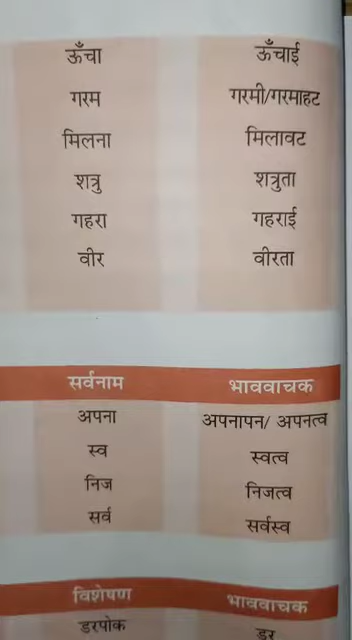 ऊँचा ऊँचाई
गरम गरमी/गरमाहट
मिलना मिलावट
शत्रु शत्रुता
गहरा गहराई
वीर वीरता
सर्वनाम भाववाचक
अपना अपनापन/ अपनत्व
स्व स्वत्व
निज निजत्व
सर्व सर्वस्व
विशेषण भाववाचक
डरपोक डर